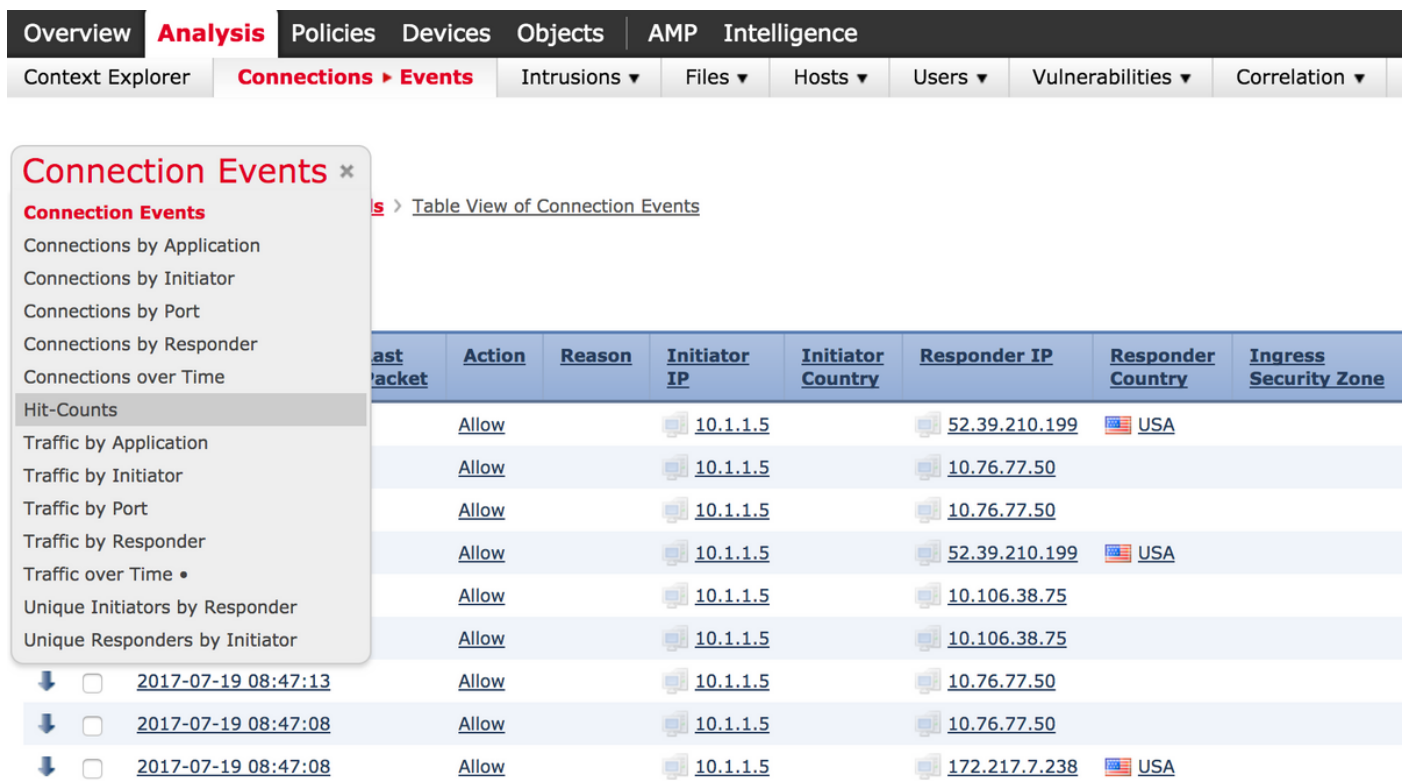 Overview Analysis Policies Devices Objects AMP Intelligence
Context Explorer Connections ▸ Events Intrusions ▾ Files ▾ Hosts ▾ Users ▾ Vulnerabilities ▾ Correlation ▾
Connection Events ×
Connection Events
s > Table View of Connection Events
Connections by Application
Connections by Initiator
Connections by Port
Connections by Responder
Connections over Time
Hit-Counts
Traffic by Application
Traffic by Initiator
Traffic by Port
Traffic by Responder
Traffic over Time •
Unique Initiators by Responder
Unique Responders by Initiator
ast Action Reason Initiator Initiator Responder IP Responder Ingress
acket IP Country Country Security Zone
Allow 10.1.1.5 52.39.210.199 USA
Allow 10.1.1.5 10.76.77.50
Allow 10.1.1.5 10.76.77.50
Allow 10.1.1.5 52.39.210.199 USA
Allow 10.1.1.5 10.106.38.75
Allow 10.1.1.5 10.106.38.75
2017-07-19 08:47:13 Allow 10.1.1.5 10.76.77.50
2017-07-19 08:47:08 Allow 10.1.1.5 10.76.77.50
2017-07-19 08:47:08 Allow 10.1.1.5 172.217.7.238 USA